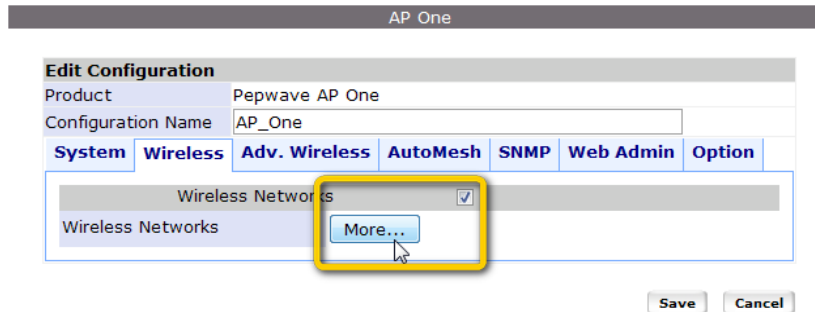 AP One
Edit Configuration
Product Pepwave AP One
Configuration Name AP_One
System Wireless Adv. Wireless AutoMesh SNMP Web Admin Option
Wireless Networks
Wireless Networks More...
Save Cancel